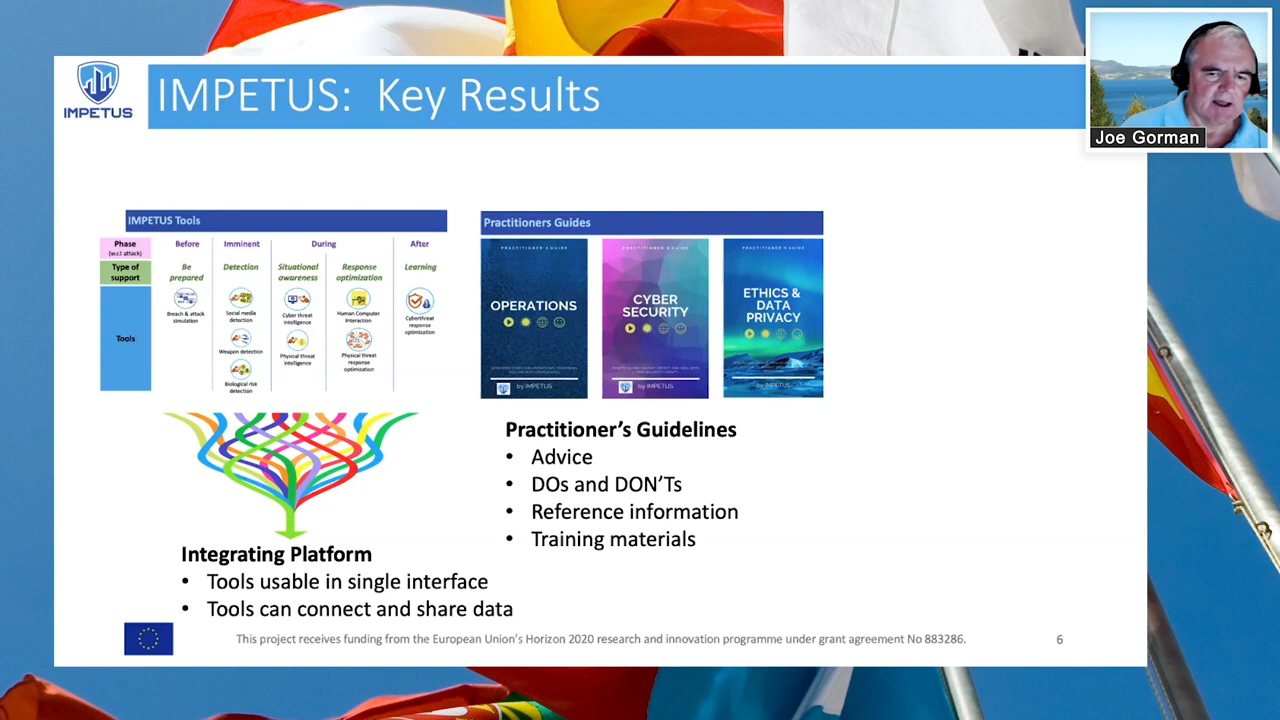 IMPETUS
IMPETUS: Key Results
Joe Gorman
IMPETUS Tools
Phase
(w.r.t attack)
Before
Imminent
During
After
Type of
support
Be
prepared
Detection
Situational
awareness
Response
optimization
Learning
Tools
Breach & attack
simulation
Social media
detection
Weapon detection
Biological risk
detection
Cyber threat
intelligence
Physical threat
intelligence
Human Computer
Interaction
Physical threat
response
optimization
Cyberthreat
response
optimization
Practitioners Guides
PRACTITIONER'S GUIDE
OPERATIONS
by IMPETUS
PRACTITIONER'S GUIDE
CYBER
SECURITY
by IMPETUS
PRACTITIONER'S GUIDE
ETHICS &
DATA
PRIVACY
by IMPETUS
Practitioner's Guidelines
• Advice
• DOs and DON'Ts
• Reference information
• Training materials
Integrating Platform
• Tools usable in single interface
• Tools can connect and share data
This project receives funding from the European Union's Horizon 2020 research and innovation programme under grant agreement No 883286.
6